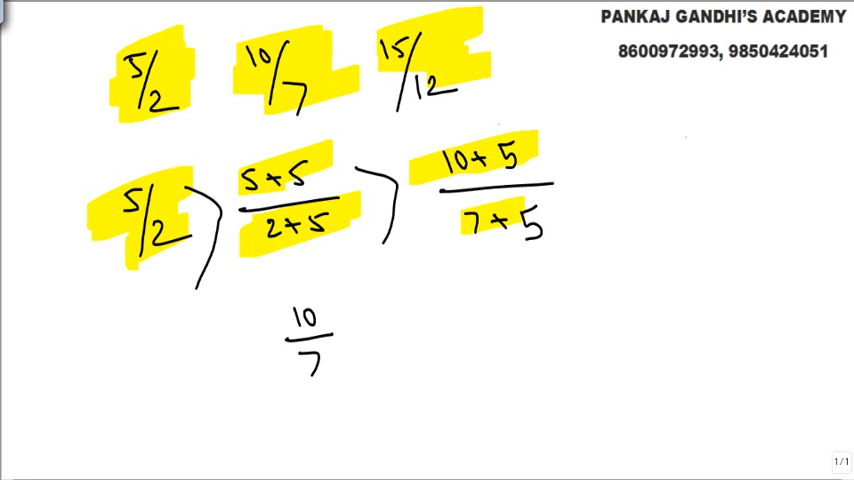 PANKAJ GANDHI'S ACADEMY
8600972993, 9850424051
5/2 10/7 15/12
5/2 > 5+5/2+5 > 10+5/7+5
10/7
1/1